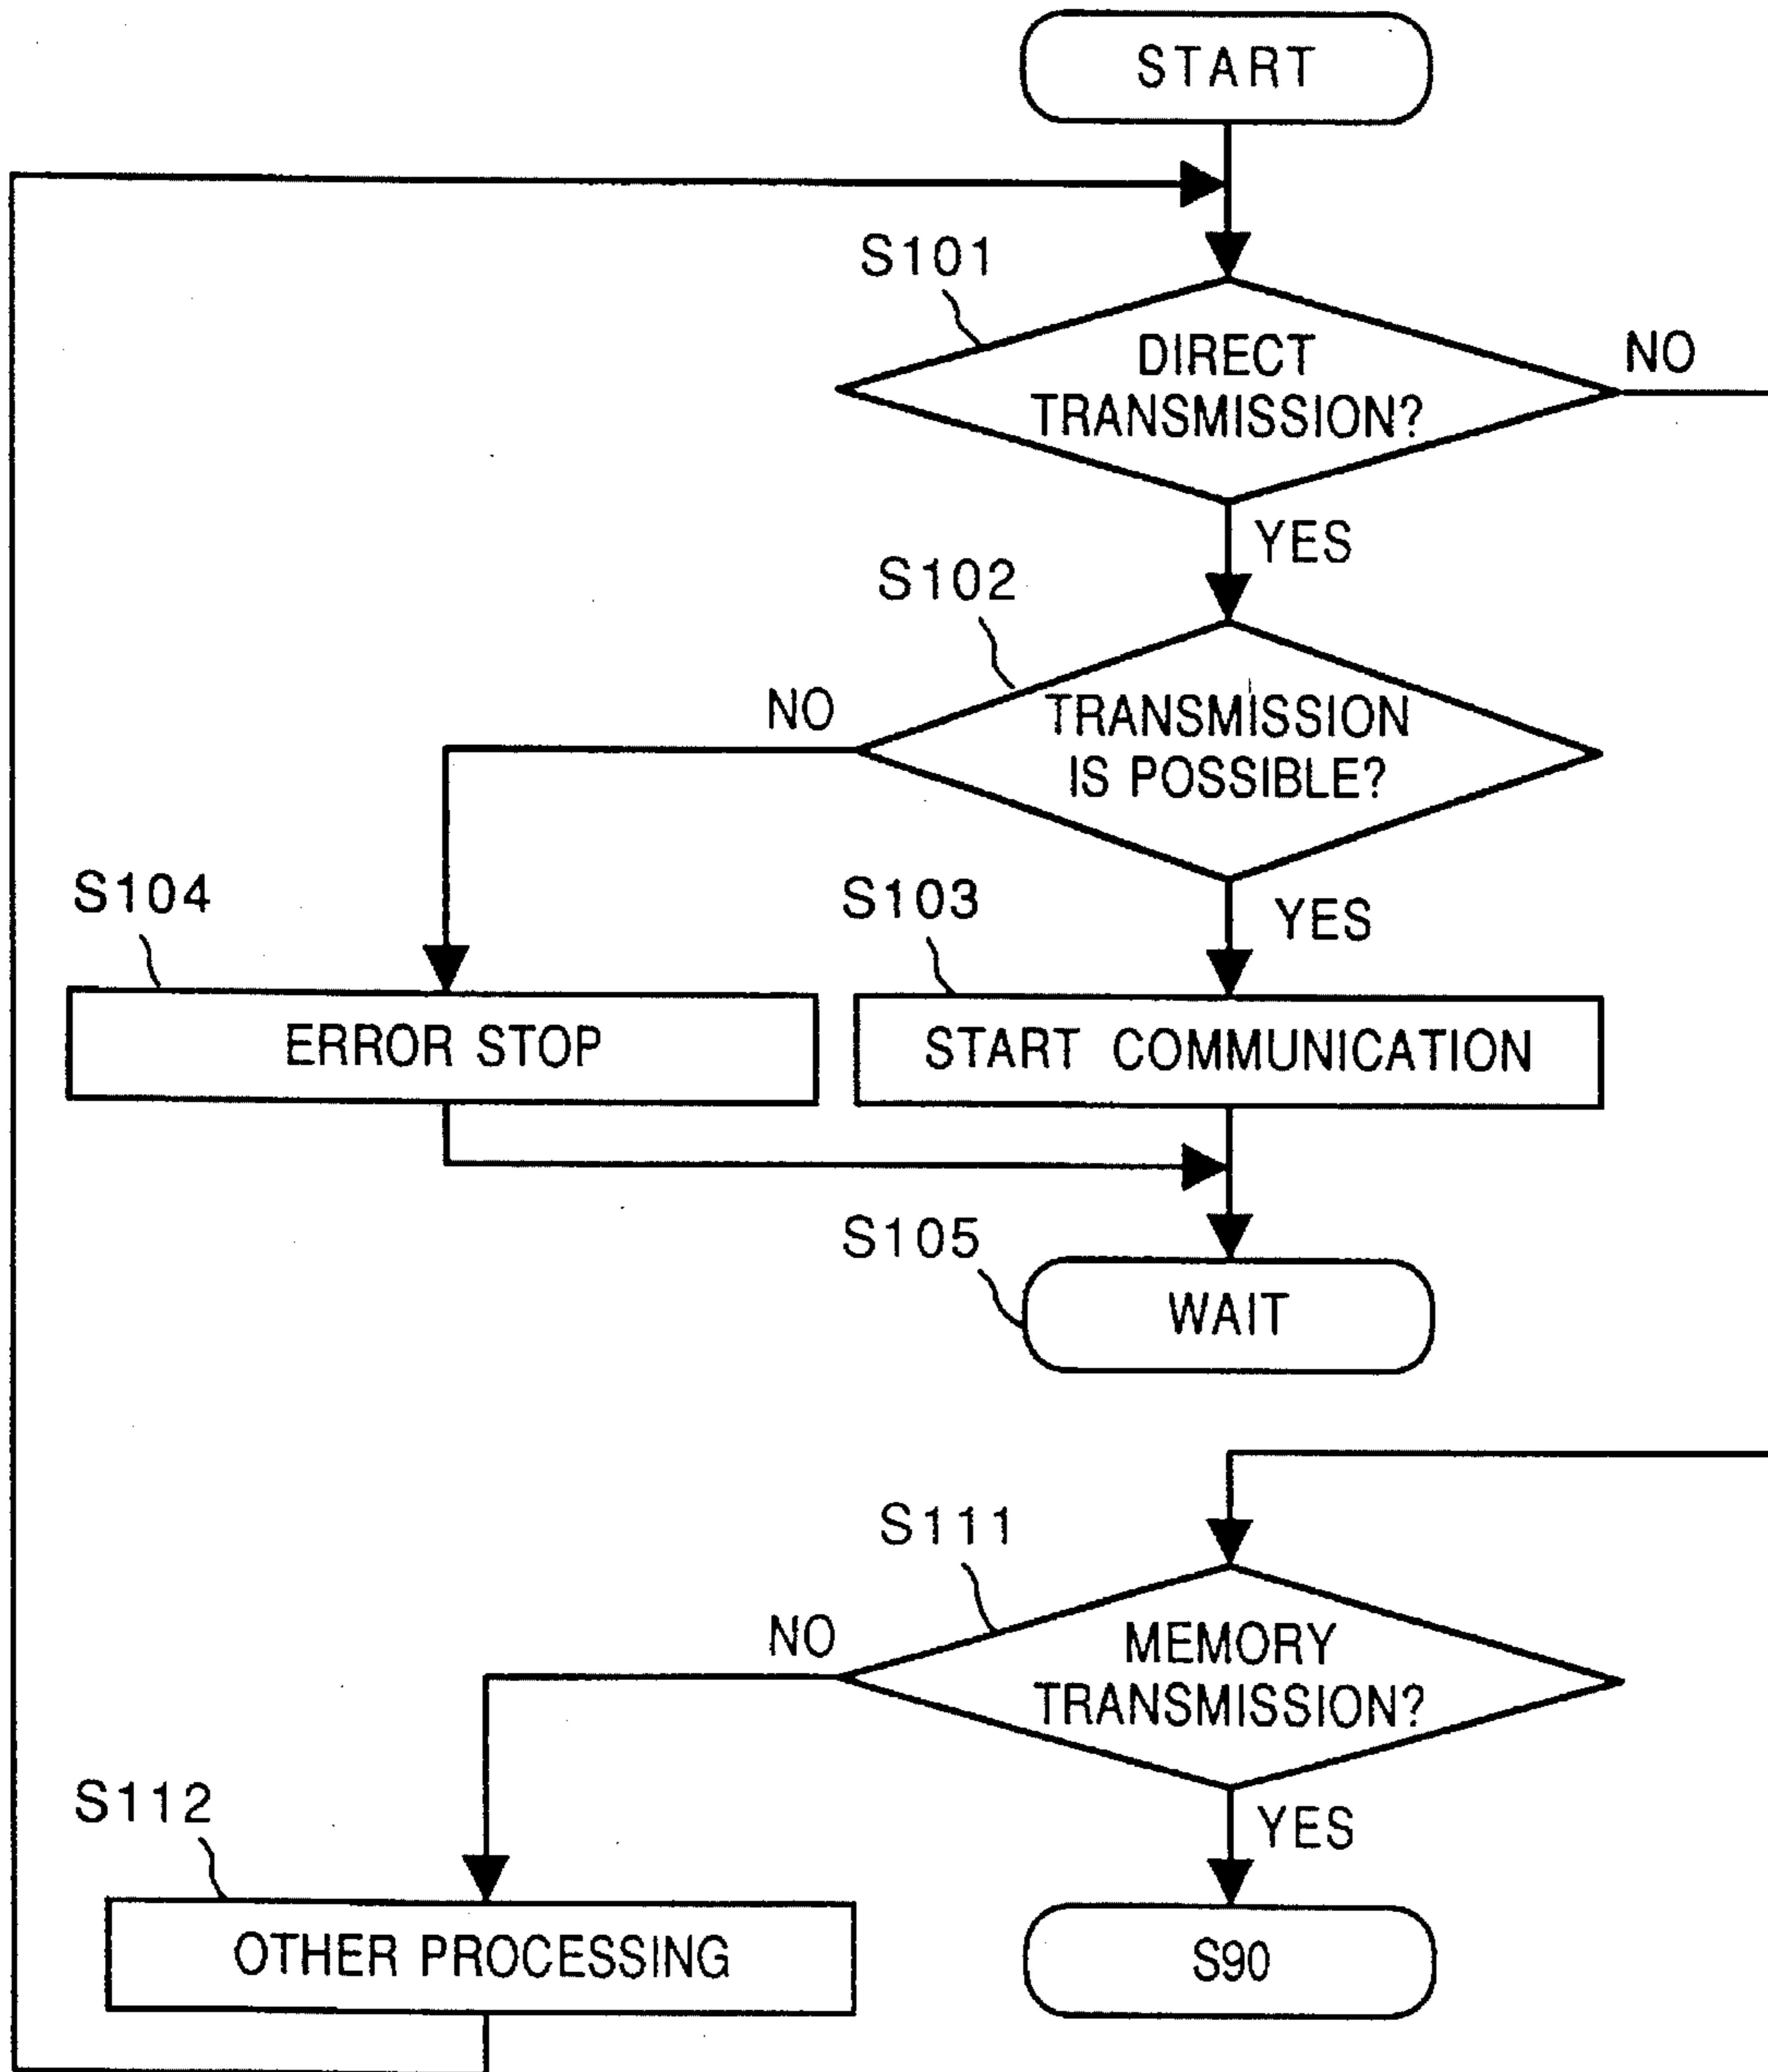 START
S101
DIRECT
TRANSMISSION?
NO
YES
S102
NO
TRANSMISSION
IS POSSIBLE?
S104
S103
YES
ERROR STOP
START COMMUNICATION
S105
WAIT
S111
NO
MEMORY
TRANSMISSION?
S112
YES
OTHER PROCESSING
S90